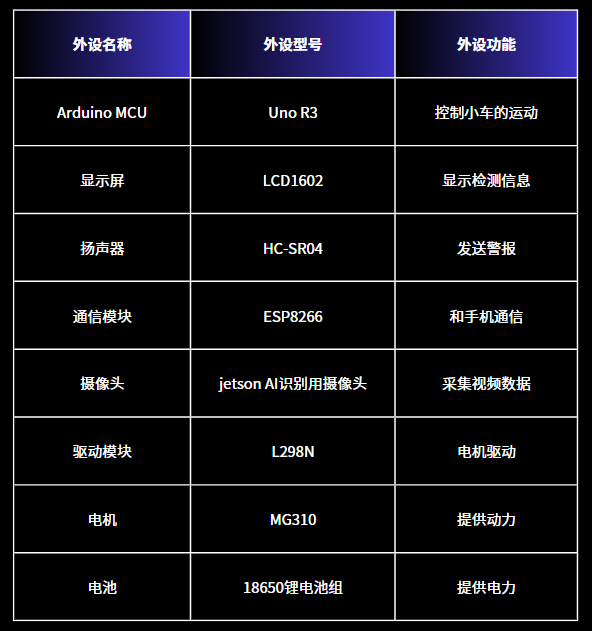 外设名称 外设型号 外设功能
Arduino MCU Uno R3 控制小车的运动
显示屏 LCD1602 显示检测信息
扬声器 HC-SR04 发送警报
通信模块 ESP8266 和手机通信
摄像头 jetson AI识别用摄像头 采集视频数据
驱动模块 L298N 电机驱动
电机 MG310 提供动力
电池 18650锂电池组 提供电力